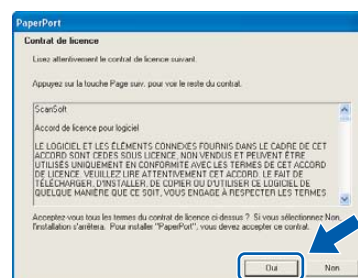 PaperPort
Contrat de licence
Lisez attentivement le contrat de licence suivant.
Appuyez sur la touche Page suiv. pour voir le reste du contrat.
ScanSoft
Accord de licence pour logiciel
LE LOGICIEL ET LES ÉLÉMENTS CONNEXES FOURNIS DANS LE CADRE DE CET
ACCORD SONT CEDES SOUS LICENCE, NON VENDUS ET PEUVENT ÊTRE
UTILISÉS UNIQUEMENT EN CONFORMITE AVEC LES TERMES DE CET ACCORD
DE LICENCE. VEUILLEZ LIRE ATTENTIVEMENT CET ACCORD. LE FAIT DE
TÉLÉCHARGER, D'INSTALLER, DE COPIER OU D'UTILISER CE LOGICIEL DE
QUELQUE MANIÈRE QUE CE SOIT, VOUS ENGAGE À RESPECTER LES TERMES
Acceptez-vous tous les termes du contrat de licence ci-dessus ? Si vous sélectionnez Non,
l'installation s'arrêtera. Pour installer "PaperPort", vous devez accepter ce contrat.
Oui
Non